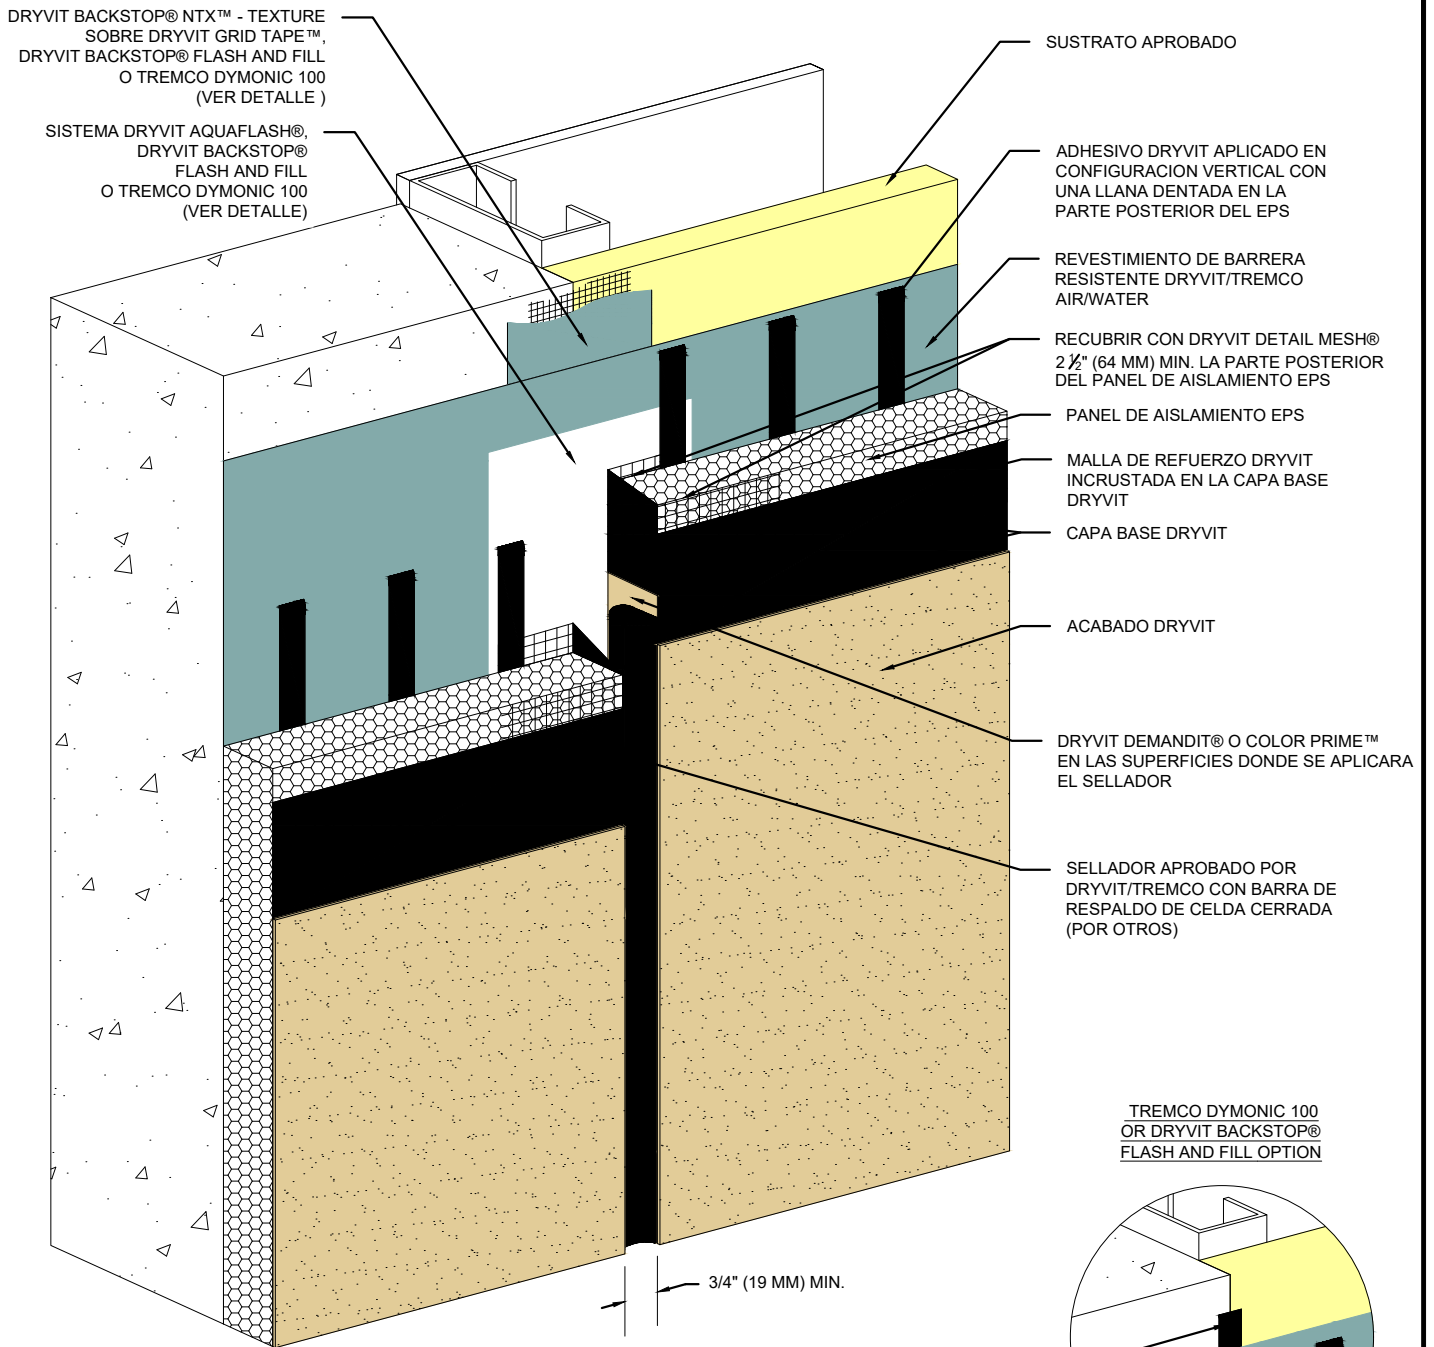 DRYVIT BACKSTOP® NTX™ - TEXTURE
SOBRE DRYVIT GRID TAPE™,
DRYVIT BACKSTOP® FLASH AND FILL
O TREMCO DYMONIC 100
(VER DETALLE )
SISTEMA DRYVIT AQUAFLASH®,
DRYVIT BACKSTOP®
FLASH AND FILL
O TREMCO DYMONIC 100
(VER DETALLE)
SUSTRATO APROBADO
ADHESIVO DRYVIT APLICADO EN
CONFIGURACION VERTICAL CON
UNA LLANA DENTADA EN LA
PARTE POSTERIOR DEL EPS
REVESTIMIENTO DE BARRERA
RESISTENTE DRYVIT/TREMCO
AIR/WATER
RECUBRIR CON DRYVIT DETAIL MESH®
2 ½" (64 MM) MIN. LA PARTE POSTERIOR
DEL PANEL DE AISLAMIENTO EPS
PANEL DE AISLAMIENTO EPS
MALLA DE REFUERZO DRYVIT
INCRUSTADA EN LA CAPA BASE
DRYVIT
CAPA BASE DRYVIT
ACABADO DRYVIT
DRYVIT DEMANDIT® O COLOR PRIME™
EN LAS SUPERFICIES DONDE SE APLICARA
EL SELLADOR
SELLADOR APROBADO POR
DRYVIT/TREMCO CON BARRA DE
RESPALDO DE CELDA CERRADA
(POR OTROS)
TREMCO DYMONIC 100
OR DRYVIT BACKSTOP®
FLASH AND FILL OPTION
3/4" (19 MM) MIN.